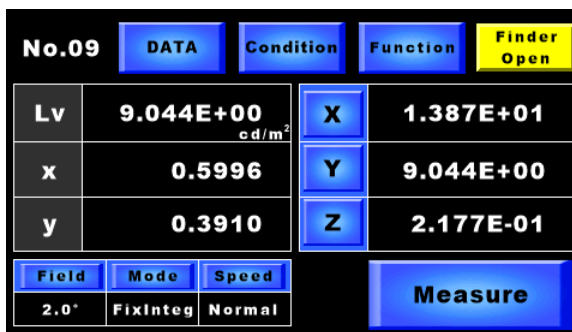 No.09 DATA Condition Function Finder
Open
Lv 9.044E+00 cd/m² X 1.387E+01
x 0.5996 Y 9.044E+00
y 0.3910 Z 2.177E-01
Field Mode Speed
2.0° FixInteg Normal
Measure